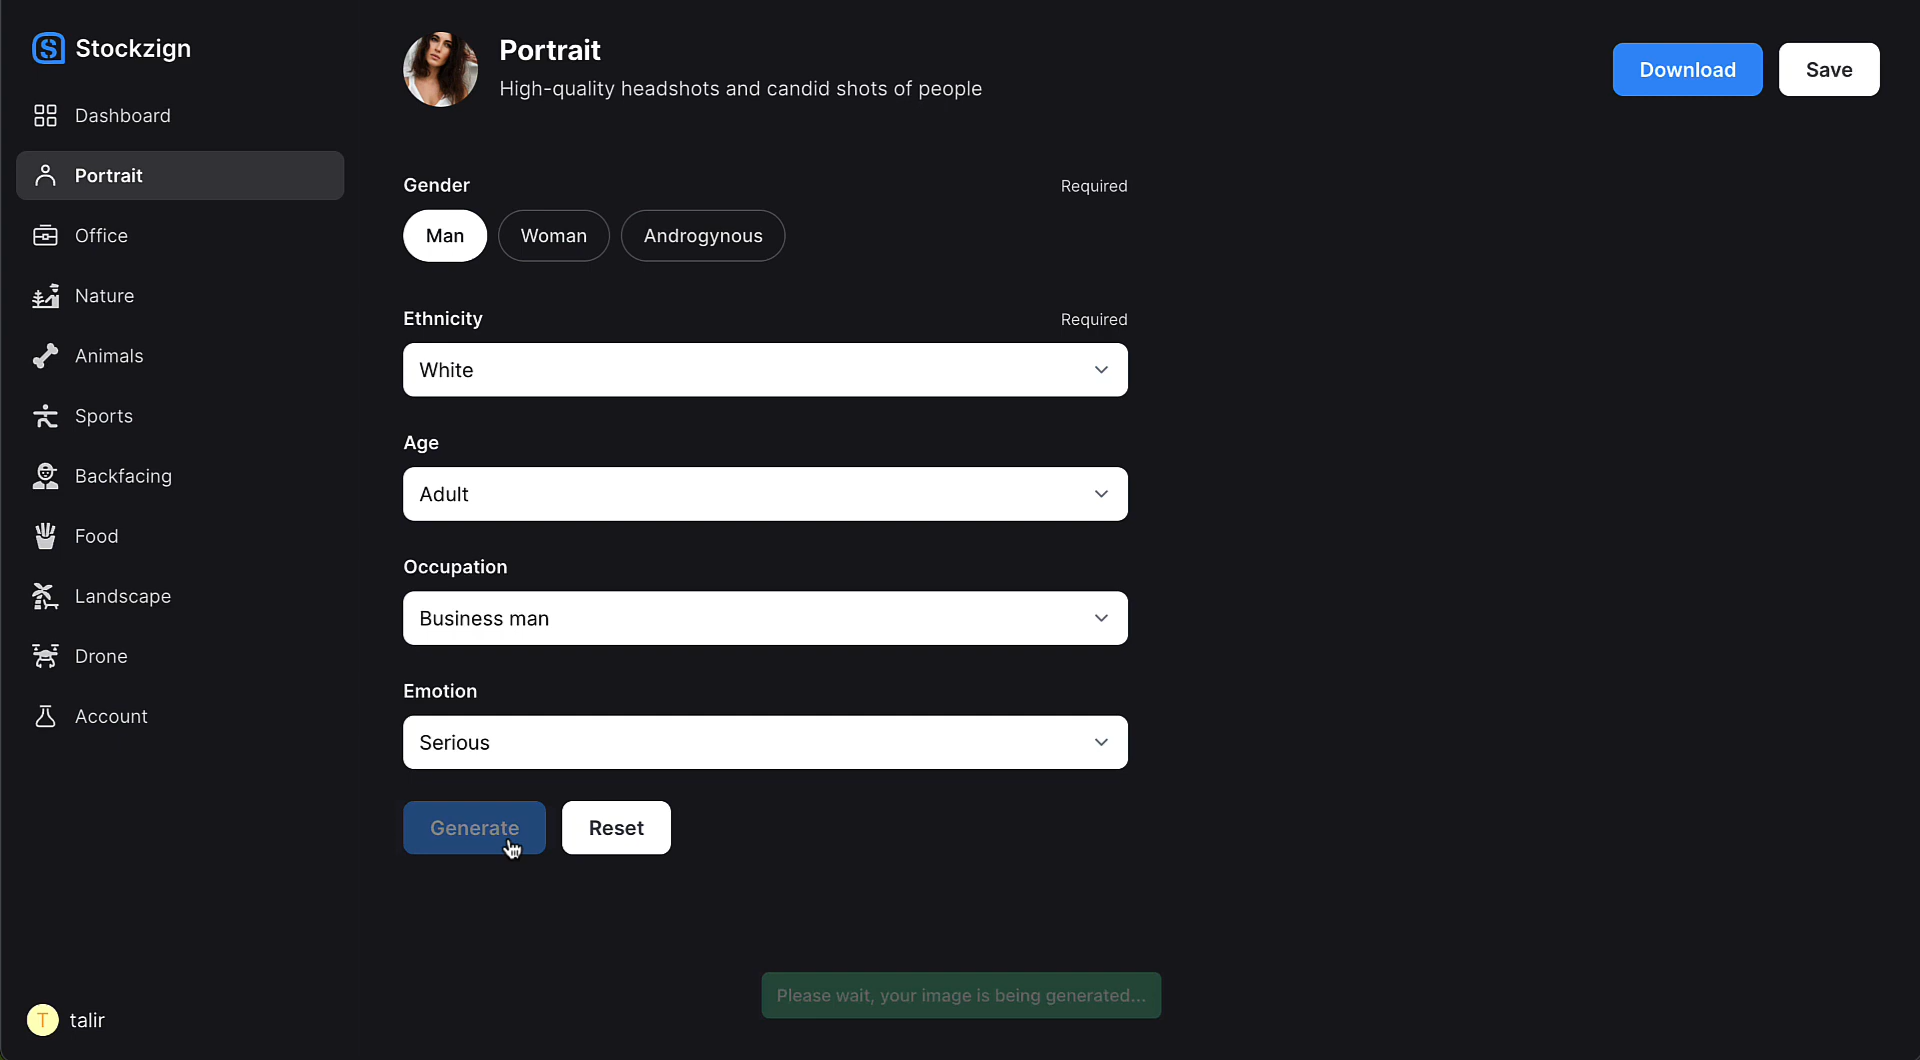 Stockzign
Dashboard
Portrait
Office
Nature
Animals
Sports
Backfacing
Food
Landscape
Drone
Account
T talir
Portrait
High-quality headshots and candid shots of people
Download Save
Gender Required
Man Woman Androgynous
Ethnicity Required
White
Age
Adult
Occupation
Business man
Emotion
Serious
Generate Reset
Please wait, your image is being generated...